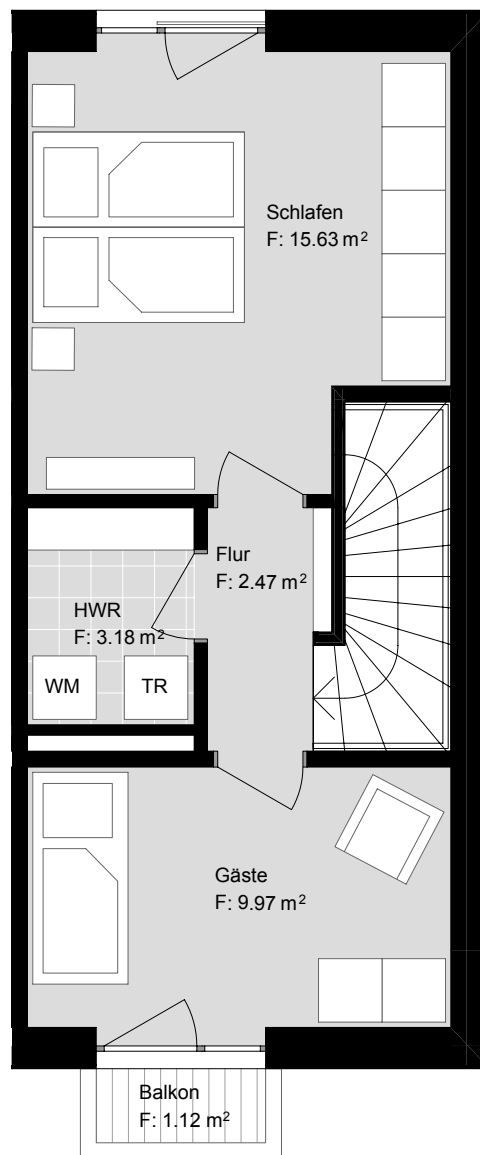 Schlafen
F: 15.63 m²
Flur
F: 2.47 m²
HWR
F: 3.18 m²
WM
TR
Gäste
F: 9.97 m²
Balkon
F: 1.12 m²